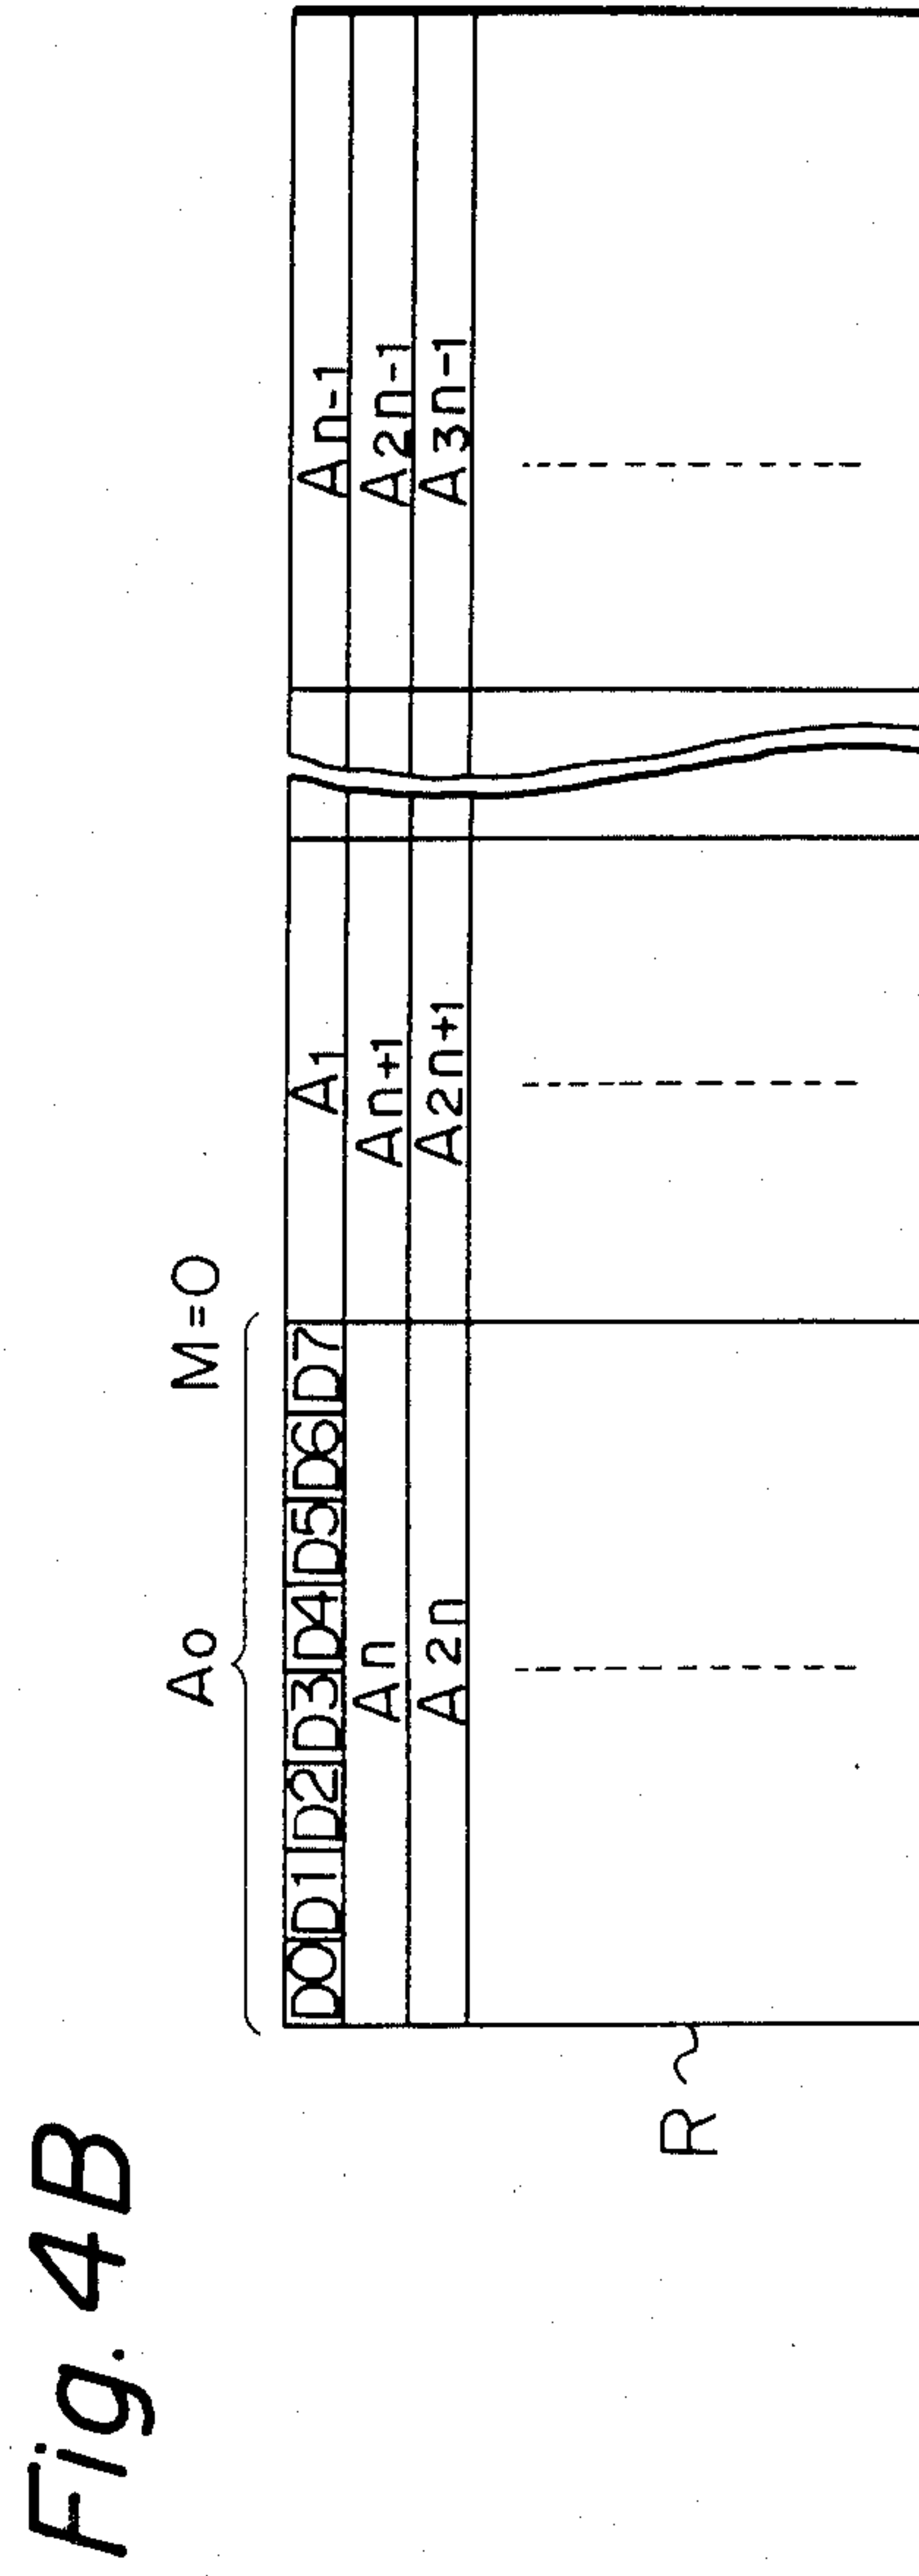 Fig. 4B
A0 M=0
D0 D1 D2 D3 D4 D5 D6 D7 A1 An-1
An An+1 A2n-1
A2n A2n+1 A3n-1
R